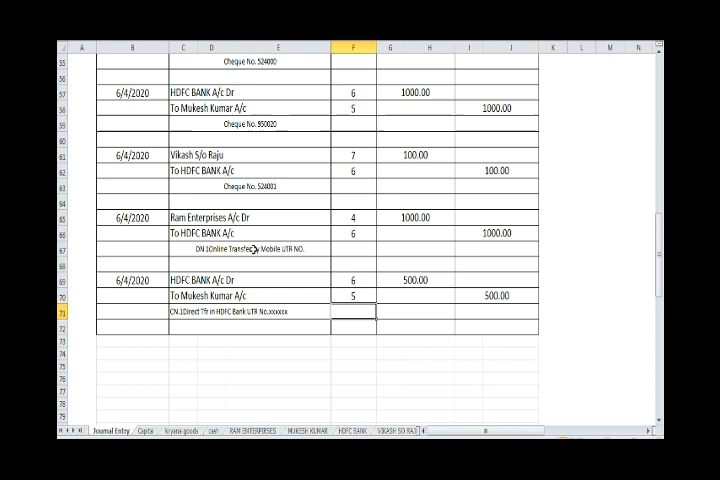 A B C D E F G H I J K L M N
55 Cheque No. 524000
56
57 6/4/2020 HDFC BANK A/c Dr 6 1000.00
58 To Mukesh Kumar A/c 5 1000.00
59 Cheque No. 950020
60
61 6/4/2020 Vikash S/o Raju 7 100.00
62 To HDFC BANK A/c 6 100.00
63 Cheque No. 524001
64
65 6/4/2020 Ram Enterprises A/c Dr 4 1000.00
66 To HDFC BANK A/c 6 1000.00
67 DN.1Online Transfer Mobile UTR NO.
68
69 6/4/2020 HDFC BANK A/c Dr 6 500.00
70 To Mukesh Kumar A/c 5 500.00
71 CN.1Direct Tfr in HDFC Bank UTR No.xxxxxx
72
73
74
75
76
77
78
79
Journal Entry Capital kryana goods cash RAM ENTERPIRSES MUKESH KUMAR HDFC BANK VIKASH SO RAJ